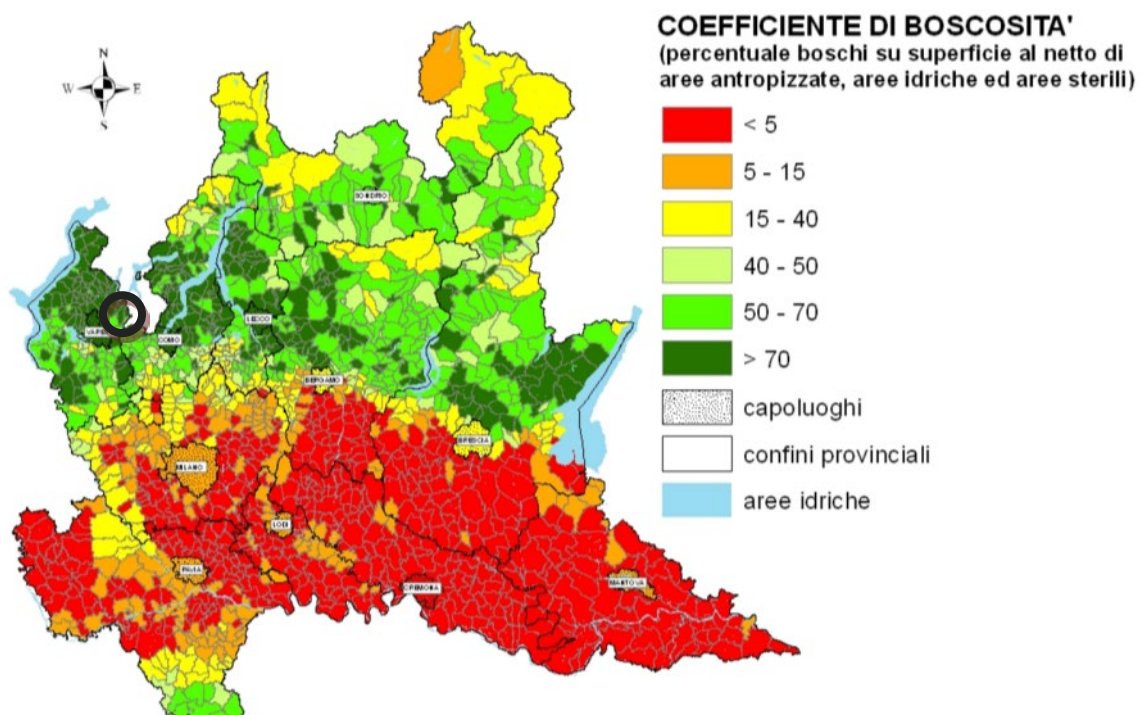 COEFFICIENTE DI BOSCOSITA'
(percentuale boschi su superficie al netto di
aree antropizzate, aree idriche ed aree sterili)
N
W E
S
< 5
5 - 15
15 - 40
40 - 50
50 - 70
> 70
capoluoghi
confini provinciali
aree idriche
SONDRIO
LECCO
COMO
BERGAMO
BRESCIA
MILANO
LODI
PAVIA
CREMONA
MANTOVA